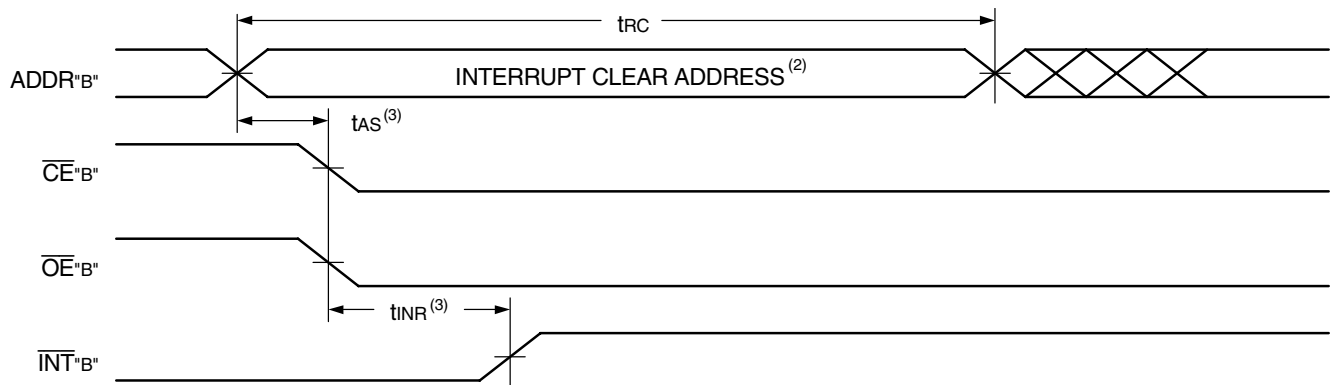 tRC
ADDR"B"
INTERRUPT CLEAR ADDRESS(2)
tAS(3)
CE"B"
OE"B"
tINR(3)
INT"B"